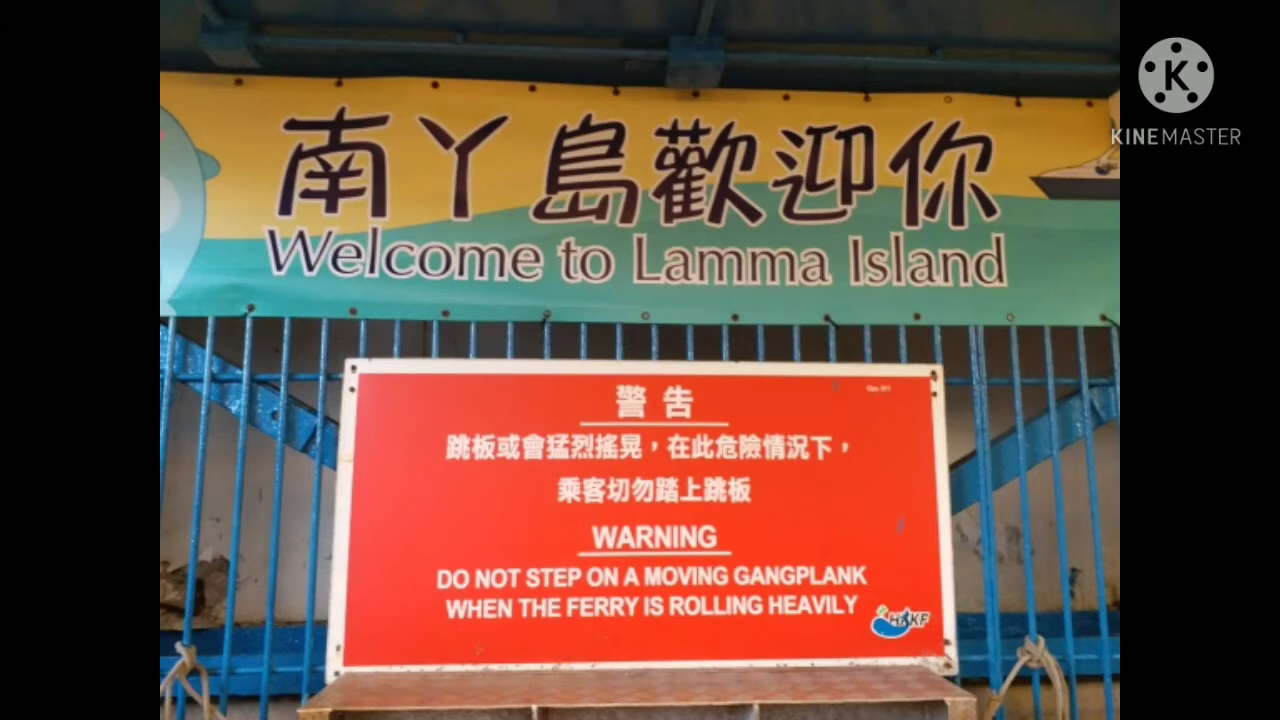 南丫島歡迎你
Welcome to Lamma Island
K
KINEMASTER
警告
跳板或會猛烈搖晃，在此危險情況下，
乘客切勿踏上跳板
WARNING
DO NOT STEP ON A MOVING GANGPLANK
WHEN THE FERRY IS ROLLING HEAVILY
HKKF